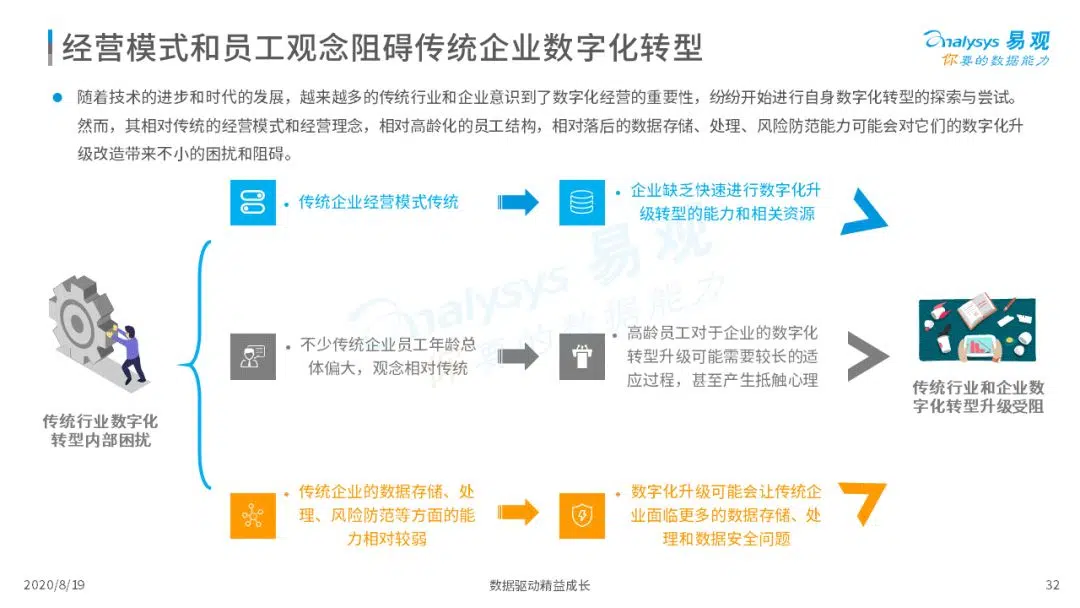 经营模式和员工观念阻碍传统企业数字化转型
analysys 易观
你要的数据能力
随着技术的进步和时代的发展，越来越多的传统行业和企业意识到了数字化经营的重要性，纷纷开始进行自身数字化转型的探索与尝试。
然而，其相对传统的经营模式和经营理念，相对高龄化的员工结构，相对落后的数据存储、处理、风险防范能力可能会对它们的数字化升
级改造带来不小的困扰和阻碍。
传统企业经营模式传统
企业缺乏快速进行数字化升
级转型的能力和相关资源
analysys 易观
你要的数据能力
不少传统企业员工年龄总
体偏大，观念相对传统
高龄员工对于企业的数字化
转型升级可能需要较长的适
应过程，甚至产生抵触心理
传统行业数字化
转型内部困扰
传统行业和企业数
字化转型升级受阻
传统企业的数据存储、处
理、风险防范等方面的能
力相对较弱
数字化升级可能会让传统企
业面临更多的数据存储、处
理和数据安全问题
2020/8/19
数据驱动精益成长
32